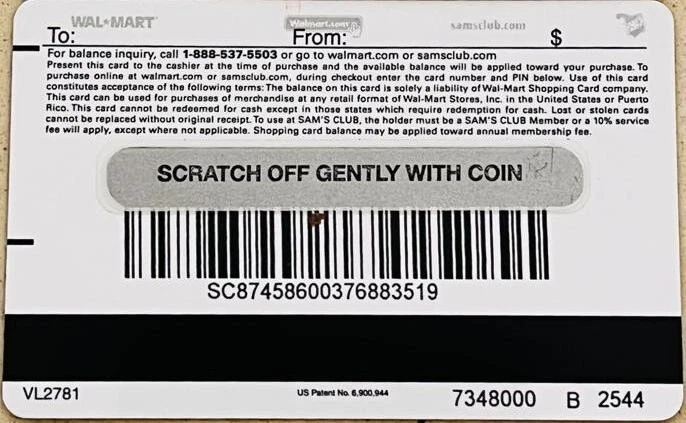 WAL★MART Walmart.com samsclub.com
To: From: $
For balance inquiry, call 1-888-537-5503 or go to walmart.com or samsclub.com
Present this card to the cashier at the time of purchase and the available balance will be applied toward your purchase. To
purchase online at walmart.com or samsclub.com, during checkout enter the card number and PIN below. Use of this card
constitutes acceptance of the following terms: The balance on this card is solely a liability of Wal-Mart Shopping Card company.
This card can be used for purchases of merchandise at any retail format of Wal-Mart Stores, Inc. in the United States or Puerto
Rico. This card cannot be redeemed for cash except in those states which require redemption for cash. Lost or stolen cards
cannot be replaced without original receipt. To use at SAM'S CLUB, the holder must be a SAM'S CLUB Member or a 10% service
fee will apply, except where not applicable. Shopping card balance may be applied toward annual membership fee.
SCRATCH OFF GENTLY WITH COIN
SC87458600376883519
VL2781 US Patent No. 6,900,944 7348000 B 2544